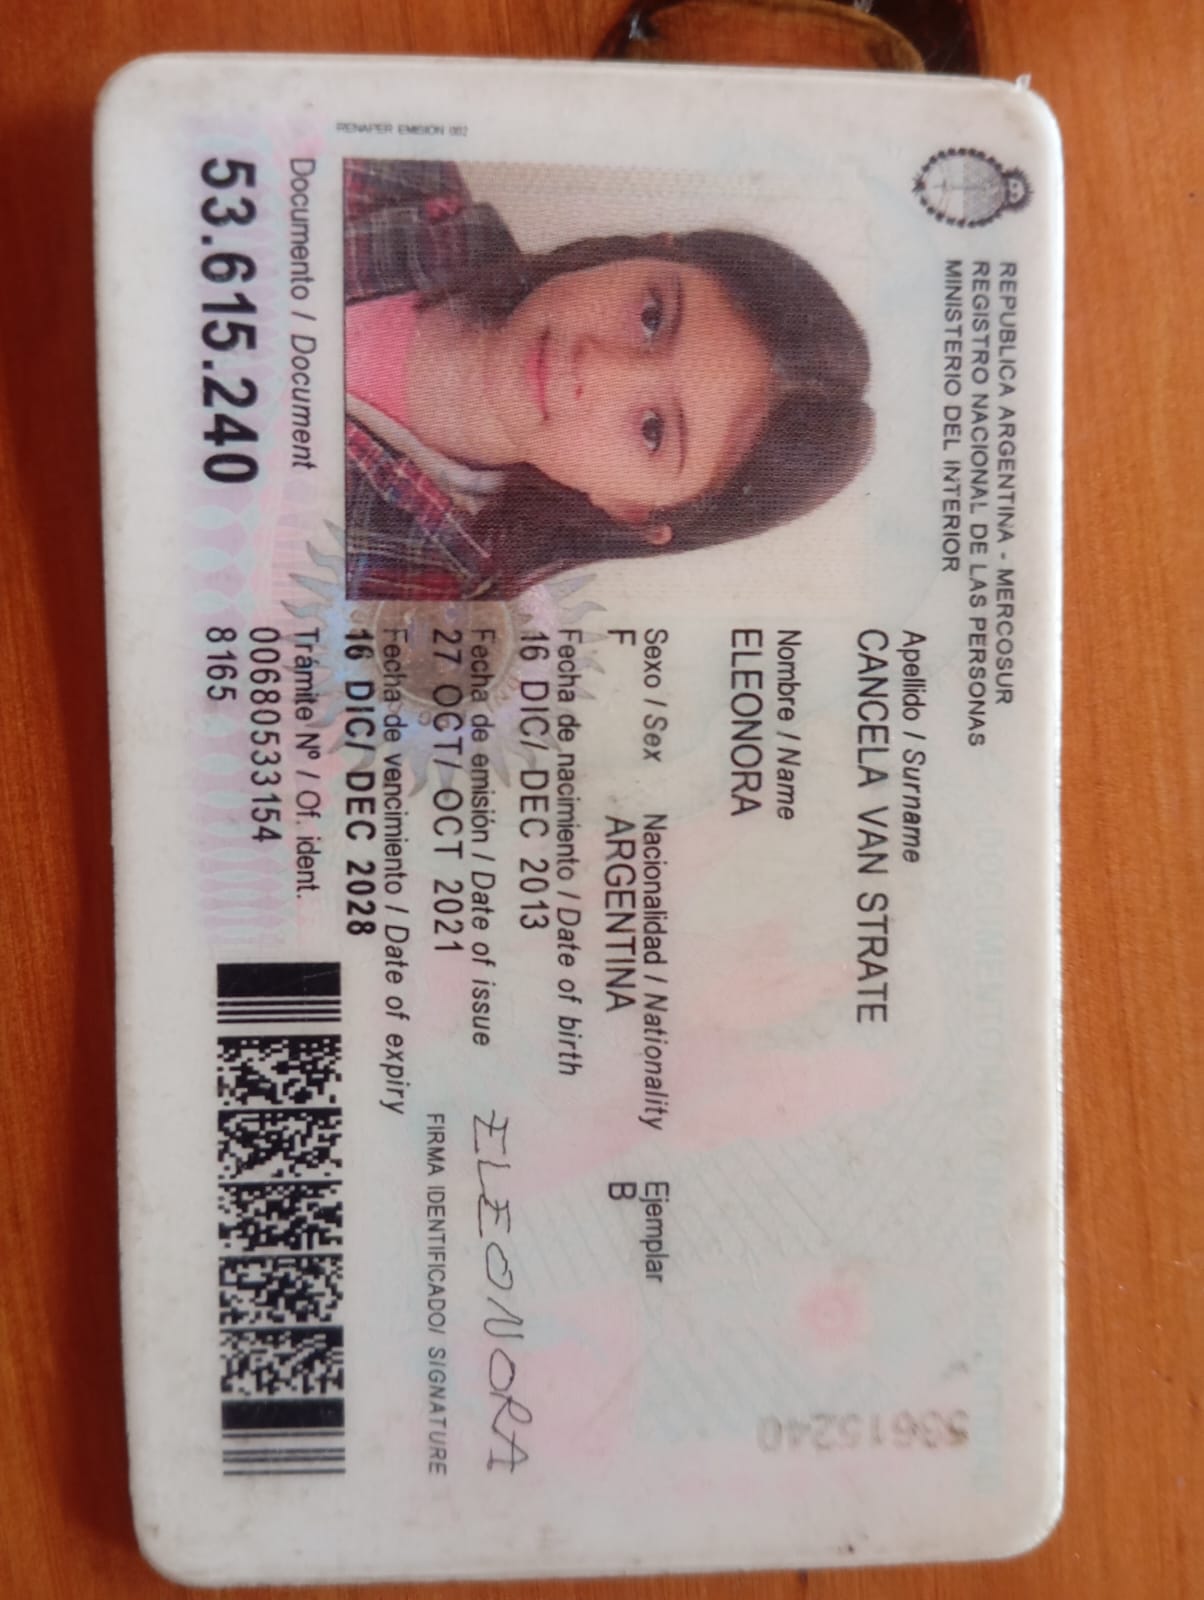 REPUBLICA ARGENTINA - MERCOSUR
REGISTRO NACIONAL DE LAS PERSONAS
MINISTERIO DEL INTERIOR
Apellido / Surname
CANCELA VAN STRATE
Nombre / Name
ELEONORA
Sexo / Sex Nacionalidad / Nationality Ejemplar
F ARGENTINA B
Fecha de nacimiento / Date of birth
16 DIC/ DEC 2013
Fecha de emisión / Date of issue
27 OCT/ OCT 2021
Fecha de vencimiento / Date of expiry
16 DIC/ DEC 2028
ELEONORA
FIRMA IDENTIFICADO/ SIGNATURE
RENAPER EMISION 002
Documento / Document
53.615.240
Trámite Nº / Of. ident.
00680533154
8165
53615240